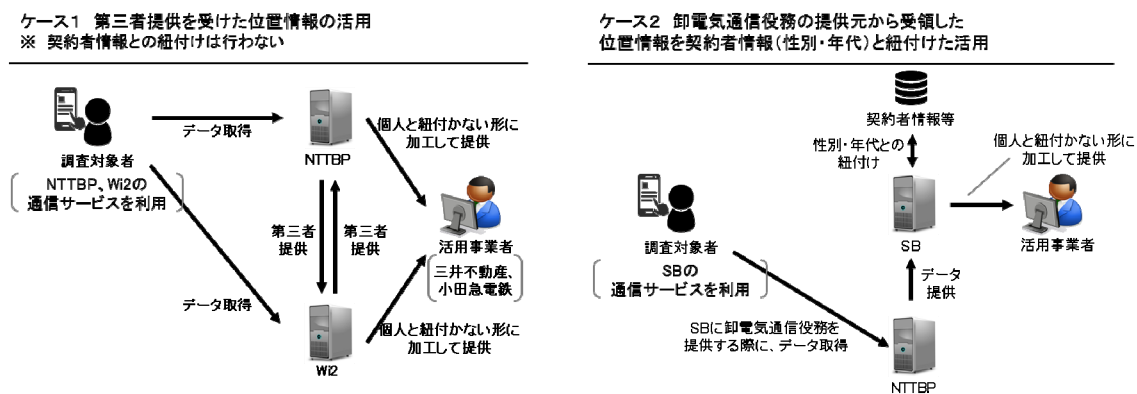 ケース1 第三者提供を受けた位置情報の活用
※ 契約者情報との紐付けは行わない
調査対象者
NTTBP、Wi2の
通信サービスを利用
データ取得
データ取得
NTTBP
第三者
提供
第三者
提供
Wi2
個人と紐付かない形に
加工して提供
活用事業者
三井不動産、
小田急電鉄
個人と紐付かない形に
加工して提供
ケース2 卸電気通信役務の提供元から受領した
位置情報を契約者情報(性別・年代)と紐付けた活用
契約者情報等
性別・年代との
紐付け
個人と紐付かない形に
加工して提供
調査対象者
SBの
通信サービスを利用
SB
活用事業者
データ
提供
SBに卸電気通信役務を
提供する際に、データ取得
NTTBP